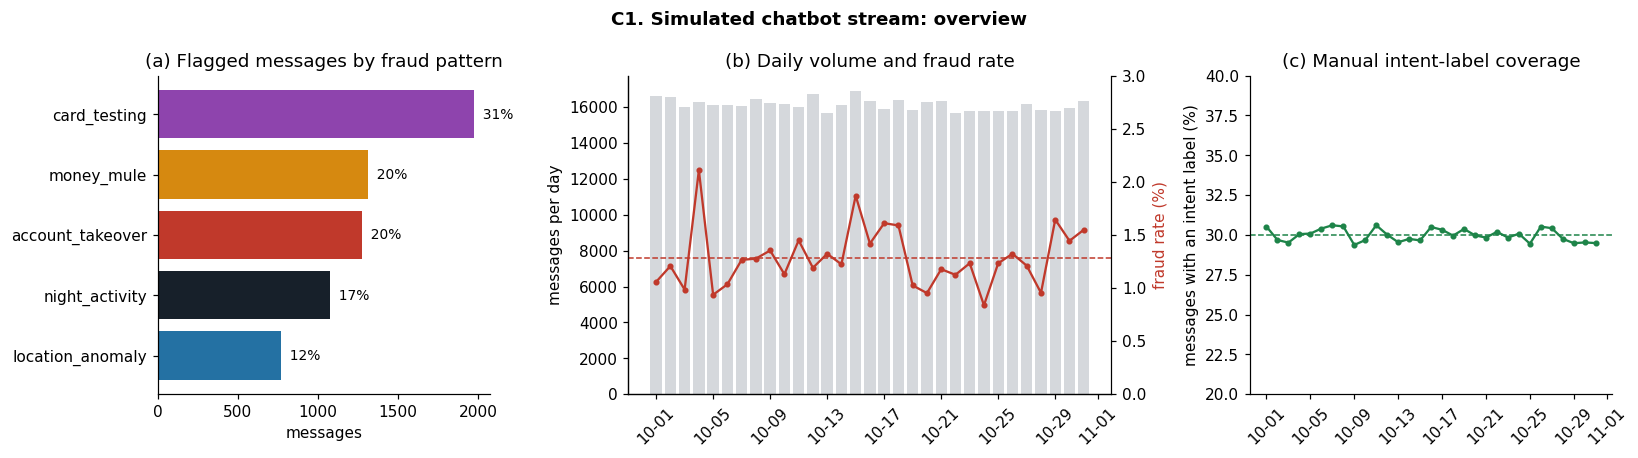 C1. Simulated chatbot stream: overview
(a) Flagged messages by fraud pattern
card_testing
31%
money_mule
20%
account_takeover
20%
night_activity
17%
location_anomaly
12%
0 500 1000 1500 2000
messages
(b) Daily volume and fraud rate
messages per day
16000
14000
12000
10000
8000
6000
4000
2000
0
3.0
2.5
2.0
1.5
1.0
0.5
0.0
fraud rate (%)
10-01 10-05 10-09 10-13 10-17 10-21 10-25 10-29 11-01
(c) Manual intent-label coverage
messages with an intent label (%)
40.0
37.5
35.0
32.5
30.0
27.5
25.0
22.5
20.0
10-01 10-05 10-09 10-13 10-17 10-21 10-25 10-29 11-01